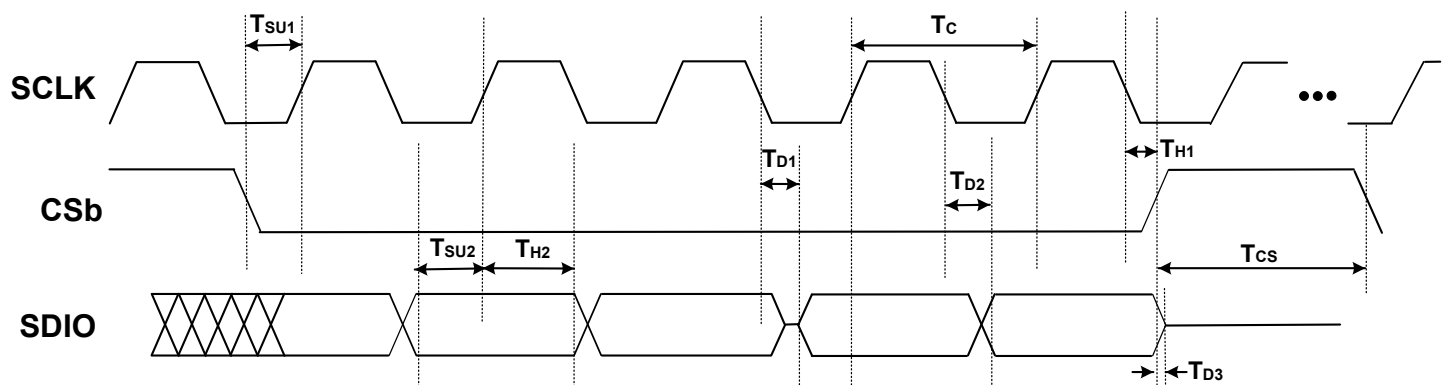 TSU1
TC
SCLK
•••
TD1
TH1
TD2
CSb
TSU2
TH2
TCS
SDIO
TD3